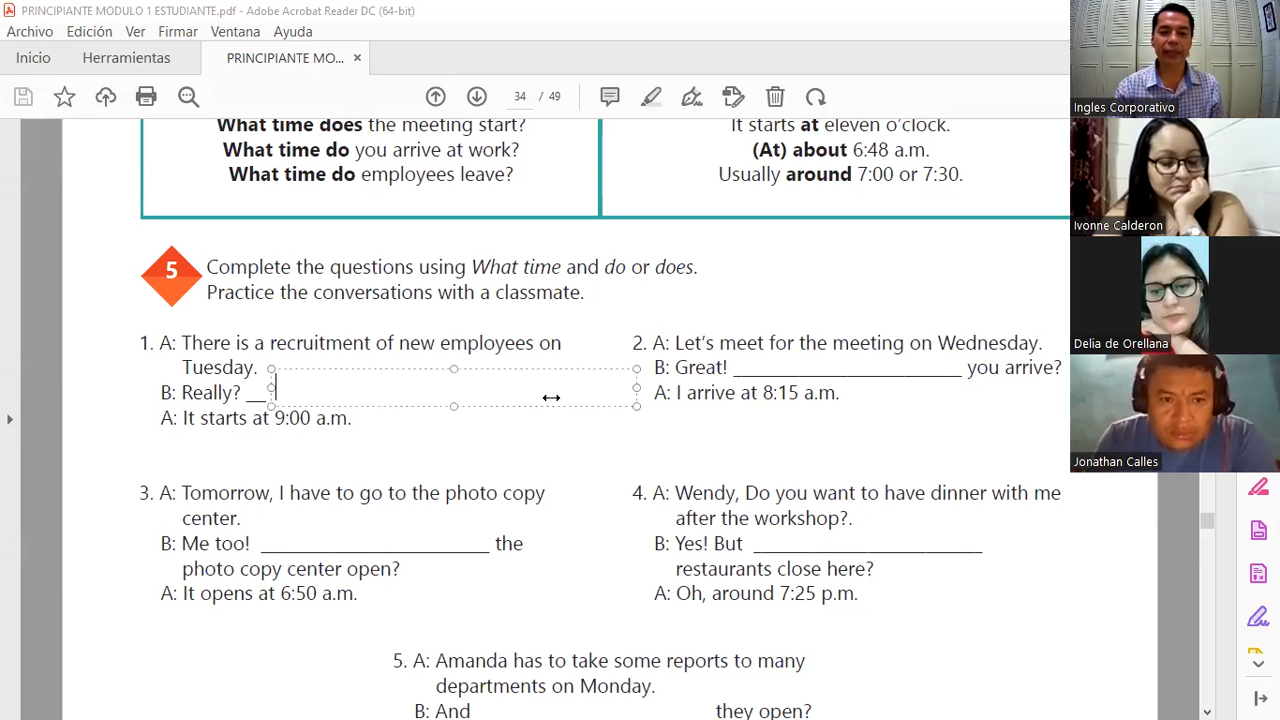 PRINCIPIANTE MODULO 1 ESTUDIANTE.pdf - Adobe Acrobat Reader DC (64-bit)
Archivo Edición Ver Firmar Ventana Ayuda
Inicio Herramientas PRINCIPIANTE MO... ×
34 / 49
What time does the meeting start?
What time do you arrive at work?
What time do employees leave?
It starts at eleven o'clock.
(At) about 6:48 a.m.
Usually around 7:00 or 7:30.
5
Complete the questions using What time and do or does.
Practice the conversations with a classmate.
1. A: There is a recruitment of new employees on
Tuesday.
B: Really? __
A: It starts at 9:00 a.m.
2. A: Let's meet for the meeting on Wednesday.
B: Great! ________________________ you arrive?
A: I arrive at 8:15 a.m.
3. A: Tomorrow, I have to go to the photo copy
center.
B: Me too! ________________________ the
photo copy center open?
A: It opens at 6:50 a.m.
4. A: Wendy, Do you want to have dinner with me
after the workshop?.
B: Yes! But ________________________
restaurants close here?
A: Oh, around 7:25 p.m.
5. A: Amanda has to take some reports to many
departments on Monday.
B: And ________________________ they open?
Ingles Corporativo
Ivonne Calderon
Delia de Orellana
Jonathan Calles